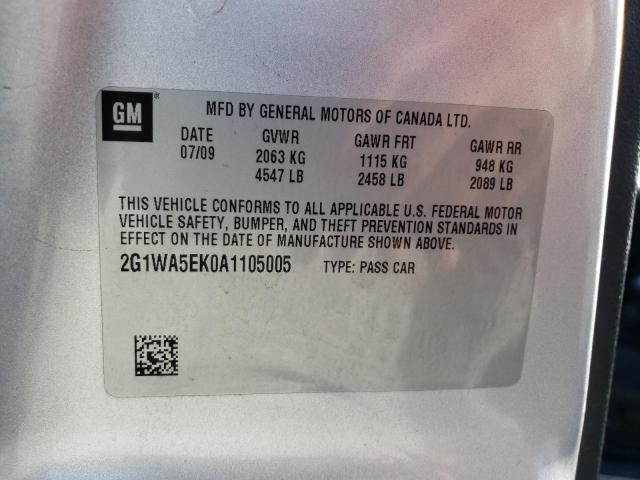 GM ®
MFD BY GENERAL MOTORS OF CANADA LTD.
DATE GVWR GAWR FRT GAWR RR
07/09 2063 KG 1115 KG 948 KG
4547 LB 2458 LB 2089 LB
THIS VEHICLE CONFORMS TO ALL APPLICABLE U.S. FEDERAL MOTOR
VEHICLE SAFETY, BUMPER, AND THEFT PREVENTION STANDARDS IN
EFFECT ON THE DATE OF MANUFACTURE SHOWN ABOVE.
2G1WA5EK0A1105005 TYPE: PASS CAR